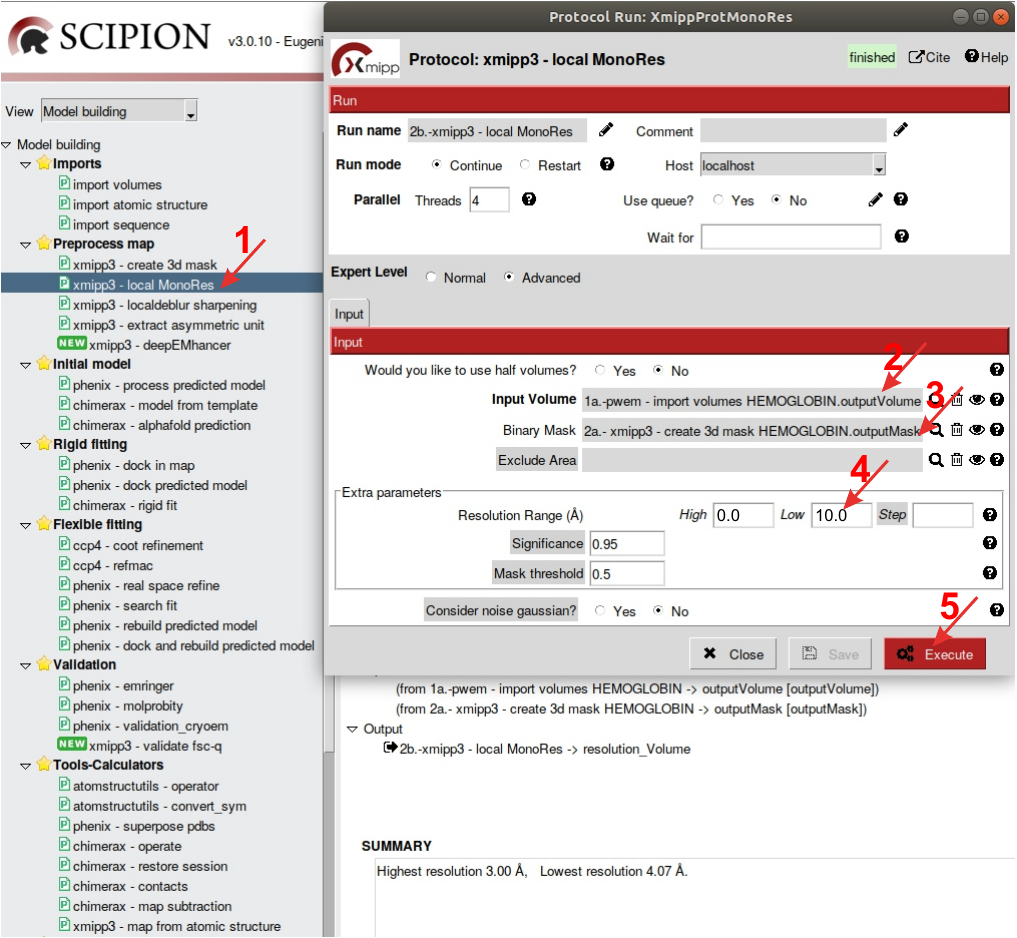 SCIPION v3.0.10 - Eugeni
View Model building
Model building
Imports
import volumes
import atomic structure
import sequence
Preprocess map
xmipp3 - create 3d mask
xmipp3 - local MonoRes
xmipp3 - localdeblur sharpening
xmipp3 - extract asymmetric unit
NEW xmipp3 - deepEMhancer
Initial model
phenix - process predicted model
chimerax - model from template
chimerax - alphafold prediction
Rigid fitting
phenix - dock in map
phenix - dock predicted model
chimerax - rigid fit
Flexible fitting
ccp4 - coot refinement
ccp4 - refmac
phenix - real space refine
phenix - search fit
phenix - rebuild predicted model
phenix - dock and rebuild predicted model
Validation
phenix - emringer
phenix - molprobity
phenix - validation_cryoem
NEW xmipp3 - validate fsc-q
Tools-Calculators
atomstructutils - operator
atomstructutils - convert_sym
phenix - superpose pdbs
chimerax - operate
chimerax - restore session
chimerax - contacts
chimerax - map subtraction
xmipp3 - map from atomic structure
1
Protocol Run: XmippProtMonoRes
Xmipp Protocol: xmipp3 - local MonoRes finished Cite Help
Run
Run name 2b.-xmipp3 - local MonoRes Comment
Run mode Continue Restart Host localhost
Parallel Threads 4 Use queue? Yes No
Wait for
Expert Level Normal Advanced
Input
Input
Would you like to use half volumes? Yes No
2
Input Volume 1a.-pwem - import volumes HEMOGLOBIN.outputVolume
3
Binary Mask 2a.- xmipp3 - create 3d mask HEMOGLOBIN.outputMask
Exclude Area
4
Extra parameters
Resolution Range (Å) High 0.0 Low 10.0 Step
Significance 0.95
Mask threshold 0.5
Consider noise gaussian? Yes No
5
Close Save Execute
(from 1a.-pwem - import volumes HEMOGLOBIN -> outputVolume [outputVolume])
(from 2a.- xmipp3 - create 3d mask HEMOGLOBIN -> outputMask [outputMask])
Output
2b.-xmipp3 - local MonoRes -> resolution_Volume
SUMMARY
Highest resolution 3.00 Å, Lowest resolution 4.07 Å.